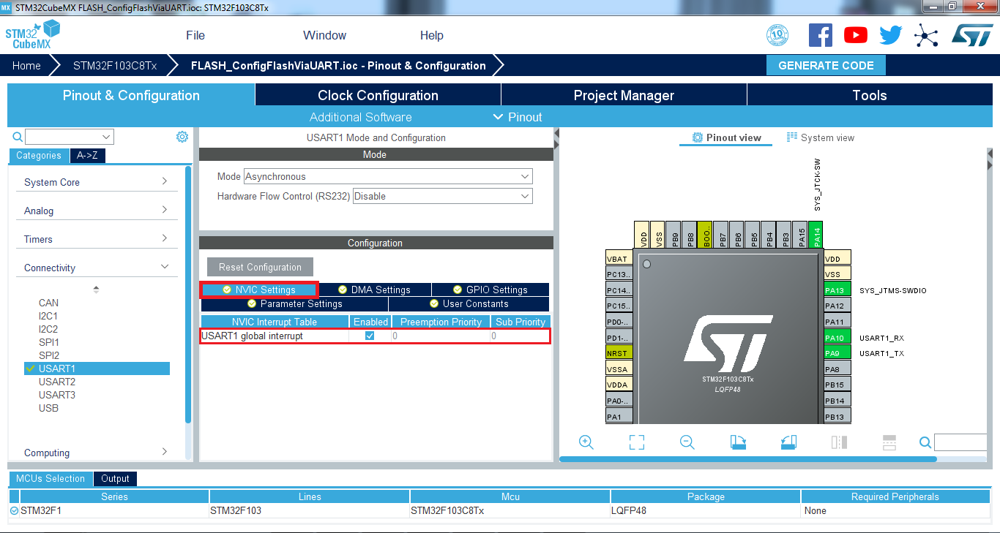 MX STM32CubeMX FLASH_ConfigFlashViaUART.ioc: STM32F103C8Tx
STM32 CubeMX
File Window Help
10
Home STM32F103C8Tx FLASH_ConfigFlashViaUART.ioc - Pinout & Configuration GENERATE CODE
Pinout & Configuration Clock Configuration Project Manager Tools
Additional Software Pinout
Categories A->Z
System Core
Analog
Timers
Connectivity
CAN
I2C1
I2C2
SPI1
SPI2
USART1
USART2
USART3
USB
Computing
USART1 Mode and Configuration
Mode
Mode Asynchronous
Hardware Flow Control (RS232) Disable
Configuration
Reset Configuration
NVIC Settings DMA Settings GPIO Settings
Parameter Settings User Constants
NVIC Interrupt Table Enabled Preemption Priority Sub Priority
USART1 global interrupt 0 0
Pinout view System view
SYS_JTCK-SW
VDD VSS PB9 PB8 BOO.. PB7 PB6 PB5 PB4 PB3 PA15 PA14
VBAT VDD
PC13.. VSS
PC14.. PA13 SYS_JTMS-SWDIO
PC15.. PA12
PD0-.. PA11
PD1-.. PA10 USART1_RX
NRST PA9 USART1_TX
VSSA PA8
VDDA PB15
PA0-.. PB14
PA1 PB13
STM32F103C8Tx
LQFP48
MCUs Selection Output
Series Lines Mcu Package Required Peripherals
STM32F1 STM32F103 STM32F103C8Tx LQFP48 None